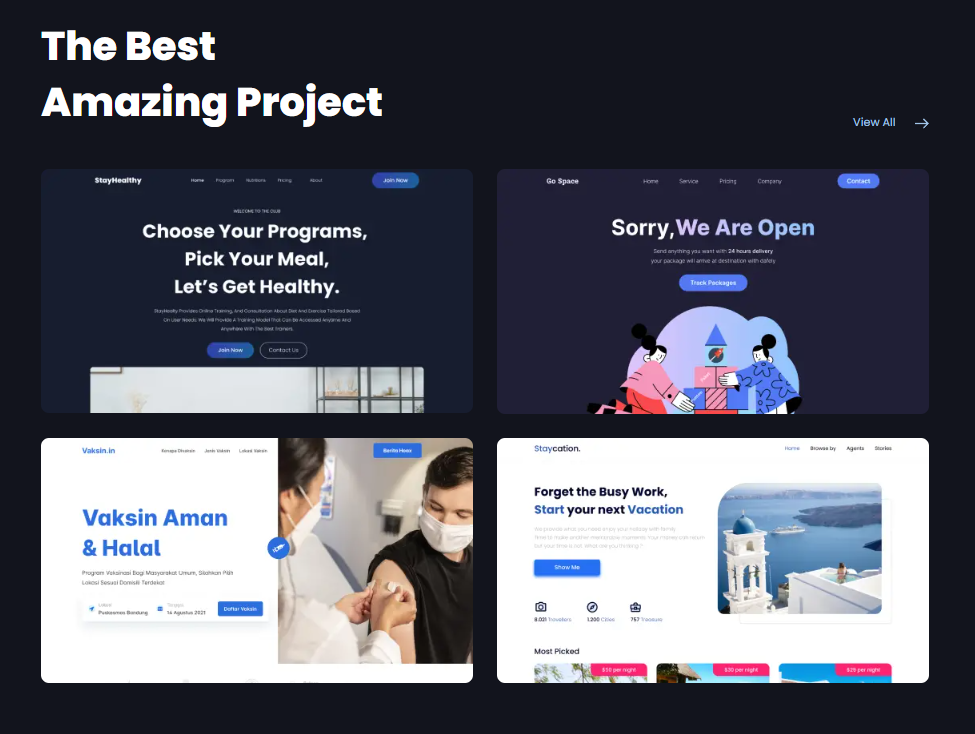 The Best
Amazing Project
View All
StayHealthy
Home Program Nutritions Pricing About
Join Now
WELCOME TO THE CLUB
Choose Your Programs,
Pick Your Meal,
Let's Get Healthy.
StayHealty Provides Online Training, And Consultation About Diet And Exercise Tailored Based
On User Needs. We Will Provide A Training Model That Can Be Accessed Anytime And
Anywhere With The Best Trainers.
Join Now Contact Us
Go Space
Home Service Pricing Company
Contact
Sorry,We Are Open
Send anything you want with 24 hours delivery
your package will arrive at destination with safely.
Track Packages
Vaksin.in
Kenapa Divaksin Jenis Vaksin Lokasi Vaksin
Berita Hoax
Vaksin Aman
& Halal
Program Vaksinasi Bagi Masyarakat Umum, Silahkan Pilih
Lokasi Sesuai Domisili Terdekat.
Lokasi
Puskesmas Bandung
Tanggal
14 Agustus 2021
Daftar Vaksin
Staycation.
Home Browse by Agents Stories
Forget the Busy Work,
Start your next Vacation
We provide what you need enjoy your holiday with family.
Time to make another memorable moments. Your choose can return
but your time is not. What are you thinking ?
Show Me
8.021 Travellers
1.200 Cities
767 Treasure
Most Picked
$50 per night
$30 per night
$25 per night